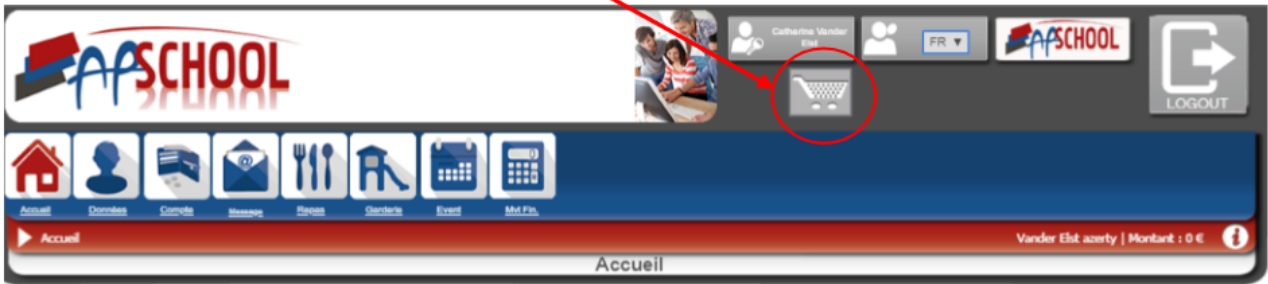 APSCHOOL
Catherine Vander
Elst
FR ▼
APSCHOOL
LOGOUT
@
Accueil
Données
Compte
Message
Repas
Garderie
Event
Mvt Fin.
Accueil
Vander Elst azerty | Montant : 0 €
i
Accueil